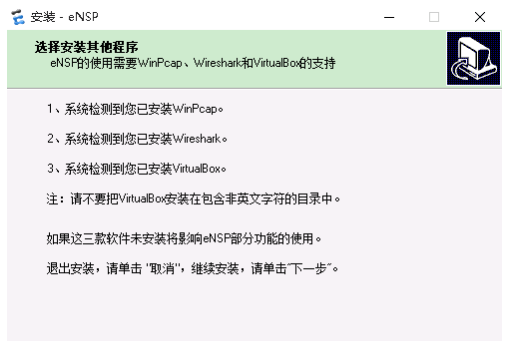 安装 - eNSP
选择安装其他程序
eNSP的使用需要WinPcap、Wireshark和VirtualBox的支持
1、系统检测到您已安装WinPcap。
2、系统检测到您已安装Wireshark。
3、系统检测到您已安装VirtualBox。
注：请不要把VirtualBox安装在包含非英文字符的目录中。
如果这三款软件未安装将影响eNSP部分功能的使用。
退出安装，请单击 "取消"，继续安装，请单击"下一步"。